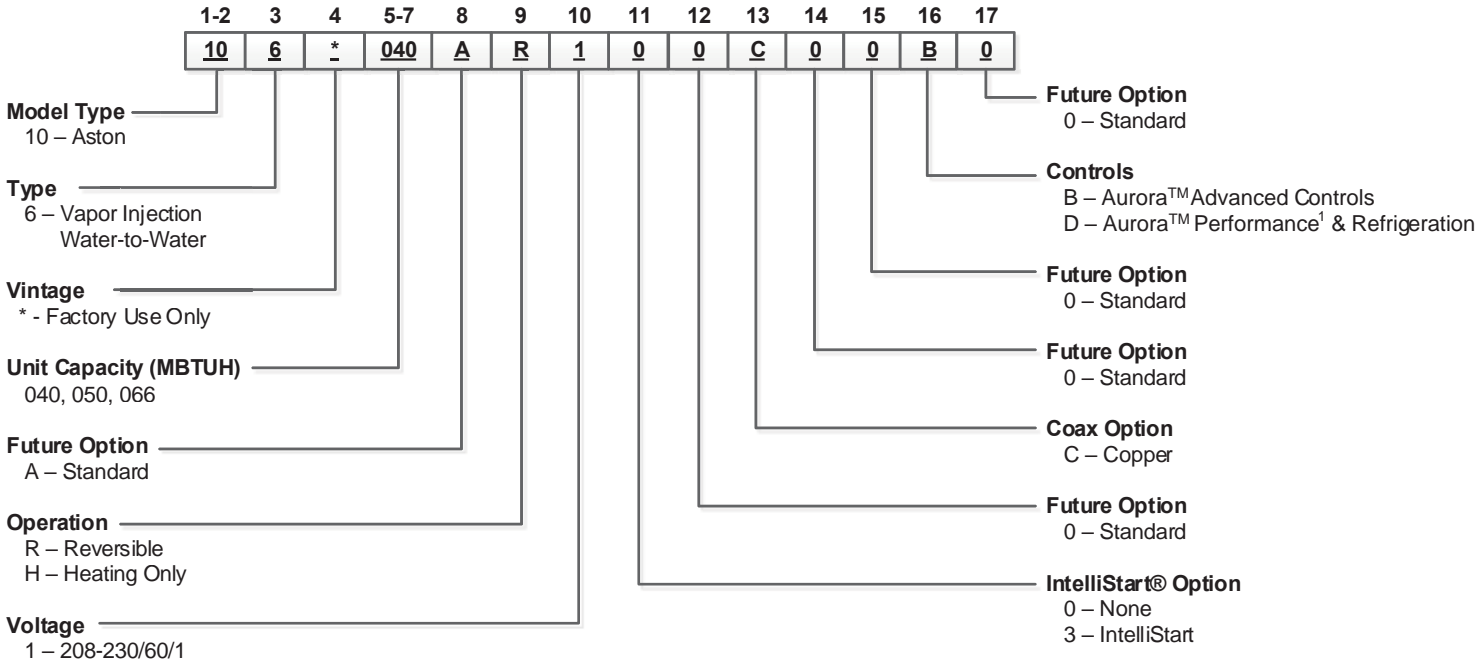 1-2 3 4 5-7 8 9 10 11 12 13 14 15 16 17
10 6 * 040 A R 1 0 0 C 0 0 B 0
Model Type
10 – Aston
Type
6 – Vapor Injection
Water-to-Water
Vintage
* - Factory Use Only
Unit Capacity (MBTUH)
040, 050, 066
Future Option
A – Standard
Operation
R – Reversible
H – Heating Only
Voltage
1 – 208-230/60/1
Future Option
0 – Standard
Controls
B – Aurora™ Advanced Controls
D – Aurora™ Performance¹ & Refrigeration
Future Option
0 – Standard
Future Option
0 – Standard
Coax Option
C – Copper
Future Option
0 – Standard
IntelliStart® Option
0 – None
3 – IntelliStart